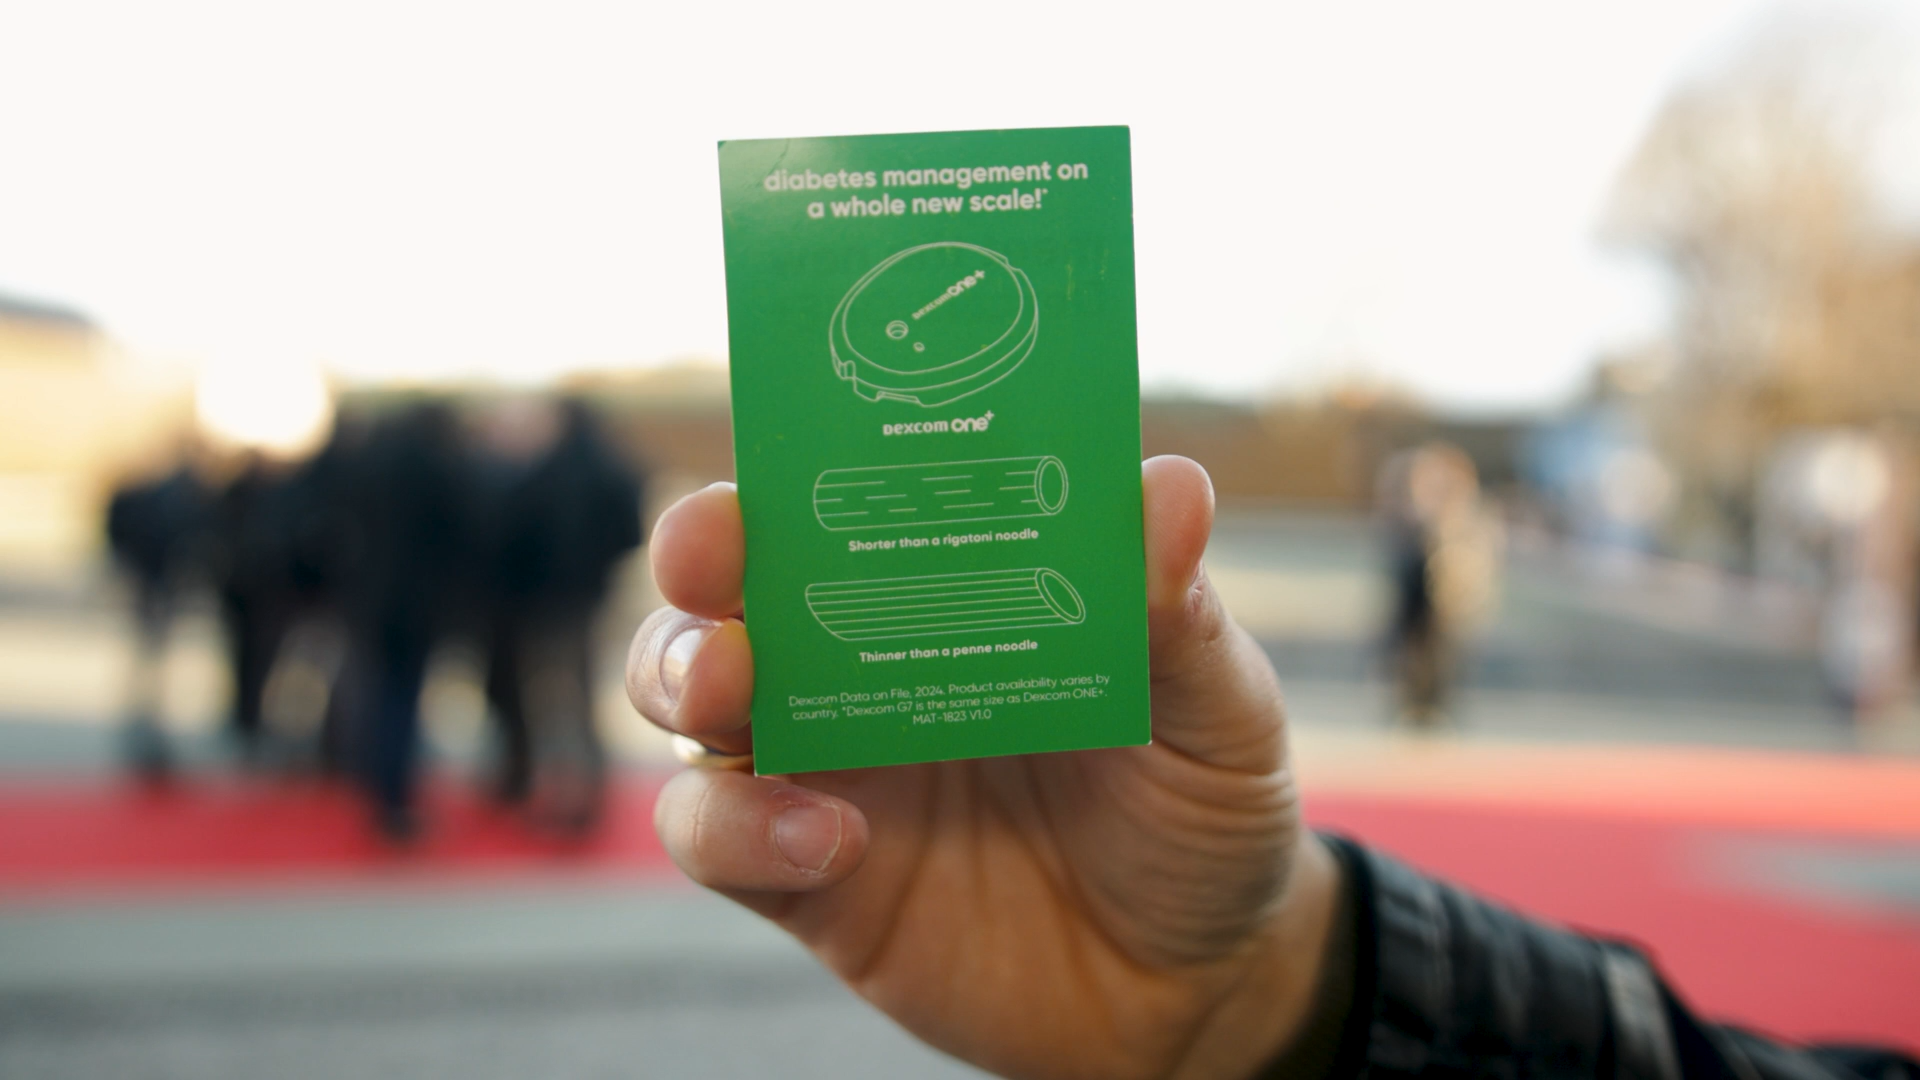 diabetes management on
a whole new scale!*
Dexcom one+
Dexcom one+
Shorter than a rigatoni noodle
Thinner than a penne noodle
Dexcom Data on File, 2024. Product availability varies by
country. *Dexcom G7 is the same size as Dexcom ONE+.
MAT-1823 V1.0